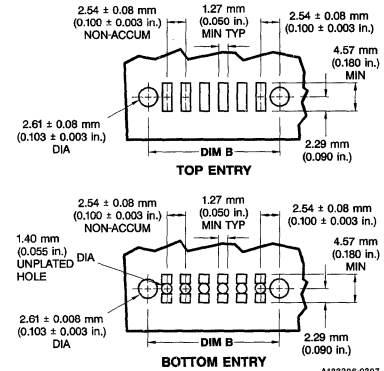 2.54 ± 0.08 mm
(0.100 ± 0.003 in.)
NON-ACCUM
1.27 mm
(0.050 in.)
MIN TYP
2.54 ± 0.08 mm
(0.100 ± 0.003 in.)
4.57 mm
(0.180 in.)
MIN
2.61 ± 0.08 mm
(0.103 ± 0.003 in.)
DIA
DIM B
2.29 mm
(0.090 in.)
TOP ENTRY
2.54 ± 0.08 mm
(0.100 ± 0.003 in.)
NON-ACCUM
1.27 mm
(0.050 in.)
MIN TYP
2.54 ± 0.08 mm
(0.100 ± 0.003 in.)
1.40 mm
(0.055 in.) DIA
UNPLATED
HOLE
4.57 mm
(0.180 in.)
MIN
2.61 ± 0.008 mm
(0.103 ± 0.003 in.)
DIA
DIM B
2.29 mm
(0.090 in.)
BOTTOM ENTRY